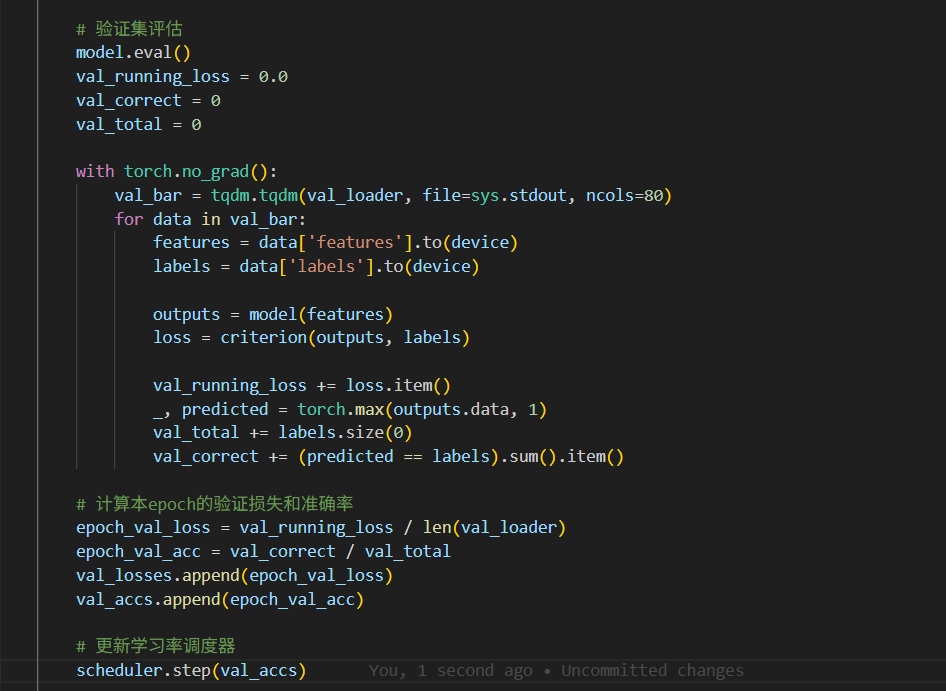 # 验证集评估
model.eval()
val_running_loss = 0.0
val_correct = 0
val_total = 0
with torch.no_grad():
val_bar = tqdm.tqdm(val_loader, file=sys.stdout, ncols=80)
for data in val_bar:
features = data['features'].to(device)
labels = data['labels'].to(device)
outputs = model(features)
loss = criterion(outputs, labels)
val_running_loss += loss.item()
_, predicted = torch.max(outputs.data, 1)
val_total += labels.size(0)
val_correct += (predicted == labels).sum().item()
# 计算本epoch的验证损失和准确率
epoch_val_loss = val_running_loss / len(val_loader)
epoch_val_acc = val_correct / val_total
val_losses.append(epoch_val_loss)
val_accs.append(epoch_val_acc)
# 更新学习率调度器
scheduler.step(val_accs) You, 1 second ago • Uncommitted changes